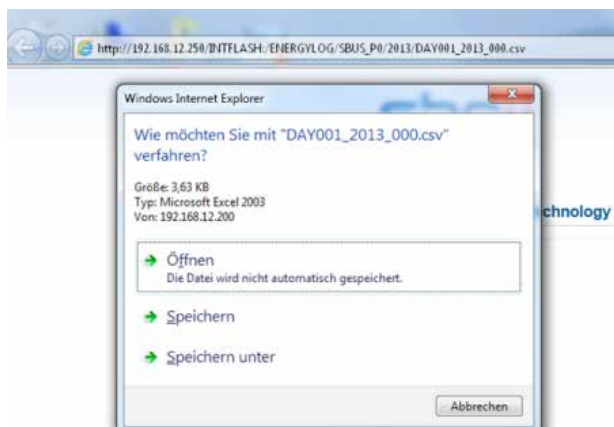 http://192.168.12.250/INTFLASH:/ENERGYLOG/SBUS_P0/2013/DAY001_2013_000.csv
Windows Internet Explorer
Wie möchten Sie mit "DAY001_2013_000.csv"
verfahren?
Größe: 3,63 KB
Typ: Microsoft Excel 2003
Von: 192.168.12.200
chnology
Öffnen
Die Datei wird nicht automatisch gespeichert.
Speichern
Speichern unter
Abbrechen